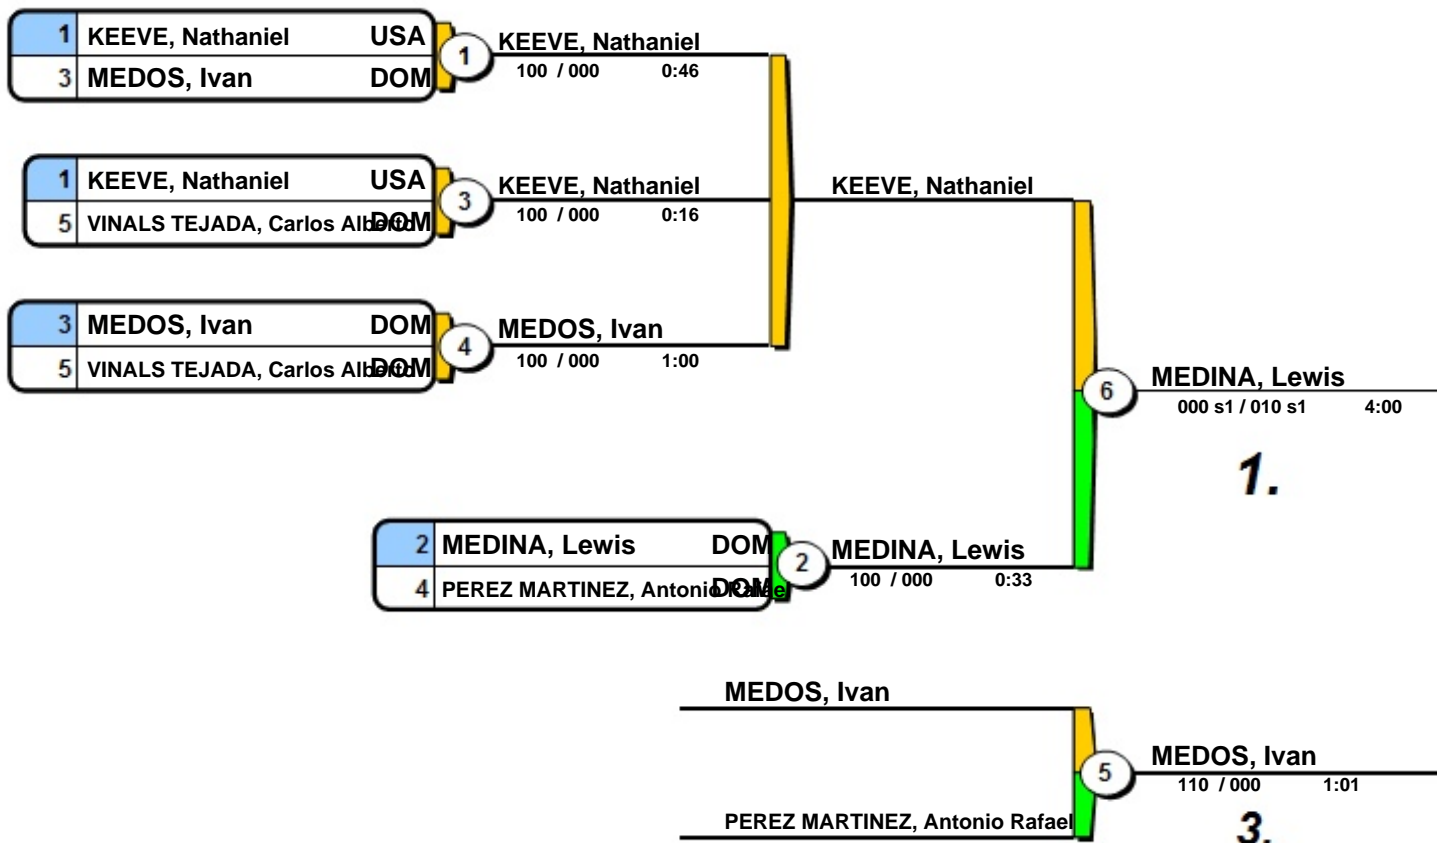 1 KEEVE, Nathaniel USA
3 MEDOS, Ivan DOM
1
KEEVE, Nathaniel
100 / 000 0:46
1 KEEVE, Nathaniel USA
5 VINALS TEJADA, Carlos Alberto DOM
3
KEEVE, Nathaniel
100 / 000 0:16
KEEVE, Nathaniel
3 MEDOS, Ivan DOM
5 VINALS TEJADA, Carlos Alberto DOM
4
MEDOS, Ivan
100 / 000 1:00
6
MEDINA, Lewis
000 s1 / 010 s1 4:00
1.
2 MEDINA, Lewis DOM
4 PEREZ MARTINEZ, Antonio Rafael DOM
2
MEDINA, Lewis
100 / 000 0:33
MEDOS, Ivan
PEREZ MARTINEZ, Antonio Rafael
5
MEDOS, Ivan
110 / 000 1:01
3.